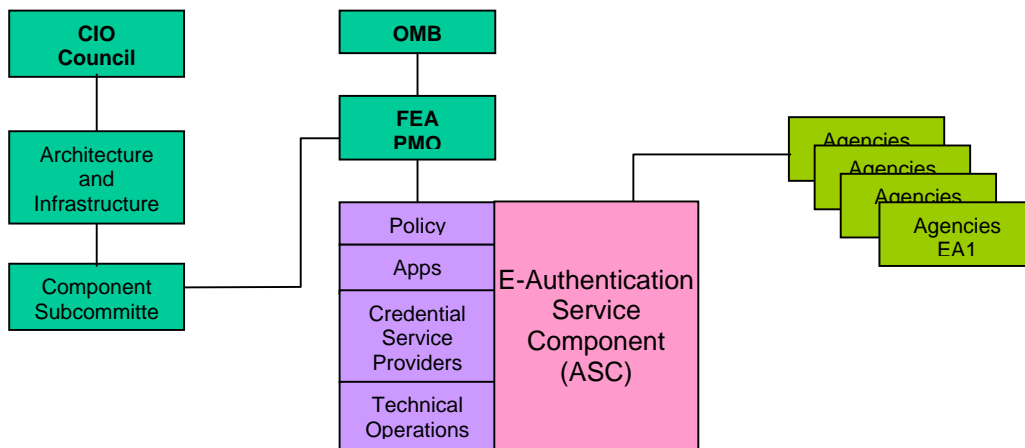 CIO
Council
OMB
FEA
PMO
Architecture
and
Infrastructure
Component
Subcommitte
Policy
Apps
Credential
Service
Providers
Technical
Operations
E-Authentication
Service
Component
(ASC)
Agencies
Agencies
Agencies
Agencies
EA1